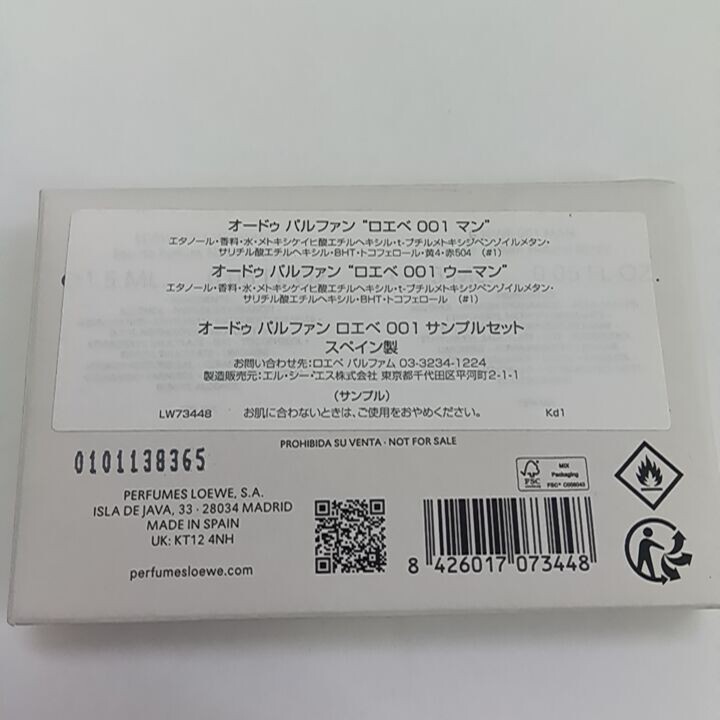 オードゥ パルファン “ロエベ 001 マン”
エタノール・香料・水・メトキシケイヒ酸エチルヘキシル・t-ブチルメトキシジベンゾイルメタン・
サリチル酸エチルヘキシル・BHT・トコフェロール・黄4・赤504 (#1)
オードゥ パルファン “ロエベ 001 ウーマン”
エタノール・香料・水・メトキシケイヒ酸エチルヘキシル・t-ブチルメトキシジベンゾイルメタン・
サリチル酸エチルヘキシル・BHT・トコフェロール (#1)
オードゥ パルファン ロエベ 001 サンプルセット
スペイン製
お問い合わせ先:ロエベ パルファム 03-3234-1224
製造販売元:エル・シー・エス株式会社 東京都千代田区平河町2-1-1
(サンプル)
LW73448 お肌に合わないときは、ご使用をおやめください。 Kd1
PROHIBIDA SU VENTA · NOT FOR SALE
0101138365
PERFUMES LOEWE, S.A.
ISLA DE JAVA, 33 · 28034 MADRID
MADE IN SPAIN
UK: KT12 4NH
perfumesloewe.com
FSC
MIX
Packaging
FSC® C008043
8 426017 073448